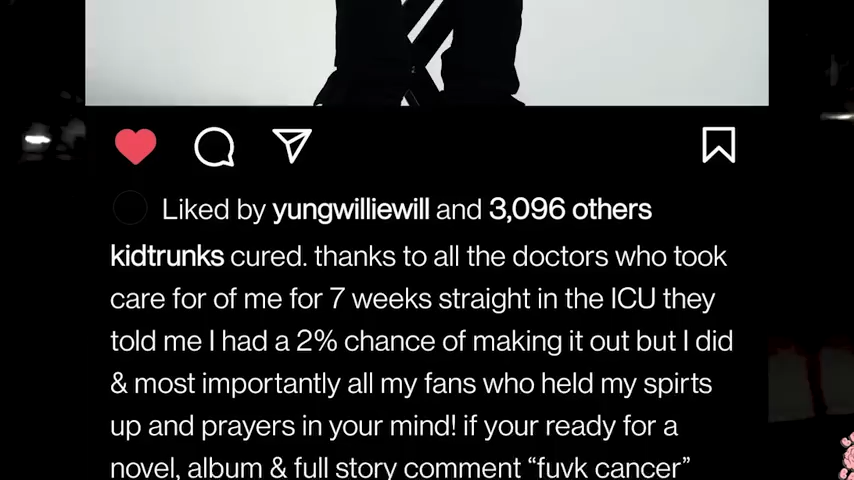 Liked by yungwilliewill and 3,096 others
kidtrunks cured. thanks to all the doctors who took
care for of me for 7 weeks straight in the ICU they
told me I had a 2% chance of making it out but I did
& most importantly all my fans who held my spirts
up and prayers in your mind! if your ready for a
novel, album & full story comment “fuvk cancer”